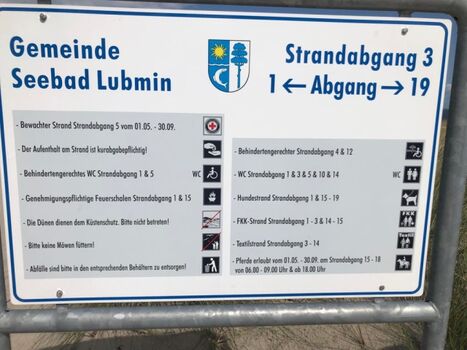 Gemeinde
Seebad Lubmin
Strandabgang 3
1 ← Abgang → 19
- Bewachter Strand Strandabgang 5 vom 01.05. - 30.09.
- Der Aufenthalt am Strand ist kurabgabepflichtig!
- Behindertengerechtes WC Strandabgang 1 & 5 WC
- Genehmigungspflichtige Feuerschalen Strandabgang 1 & 15
- Die Dünen dienen dem Küstenschutz. Bitte nicht betreten!
- Bitte keine Möwen füttern!
- Abfälle sind bitte in den entsprechenden Behältern zu entsorgen!
- Behindertengerechter Strandabgang 4 & 12
- WC Strandabgang 1 & 3 & 5 & 10 & 14 WC
- Hundestrand Strandabgang 1 & 15 - 19
- FKK-Strand Strandabgang 1 - 3 & 14 - 15 FKK
- Textilstrand Strandabgang 3 - 14 Textil
- Pferde erlaubt vom 01.05. - 30.09. am Strandabgang 15 - 18
von 06.00 - 09.00 Uhr & ab 18.00 Uhr